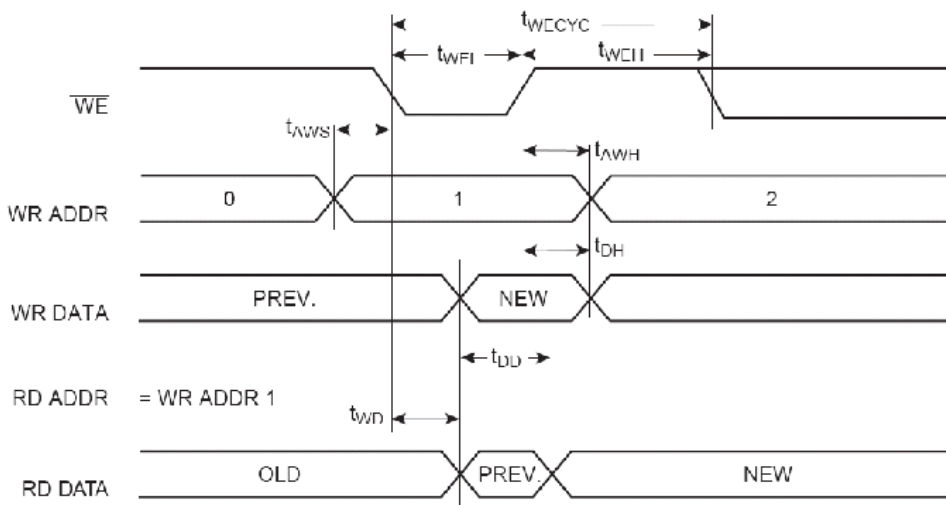 tWECYC
tWEL
tWEH
WE
tAWS
tAWH
0
1
2
WR ADDR
tDH
PREV.
NEW
WR DATA
tDD
RD ADDR = WR ADDR 1
tWD
OLD
PREV.
NEW
RD DATA